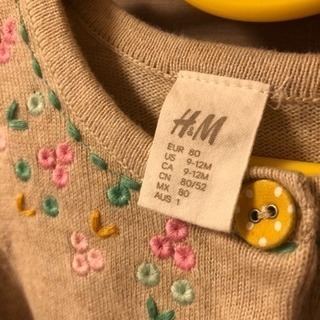 H&M
EUR 80
US 9-12M
CA 9-12M
CN 80/52
MX 80
AUS 1